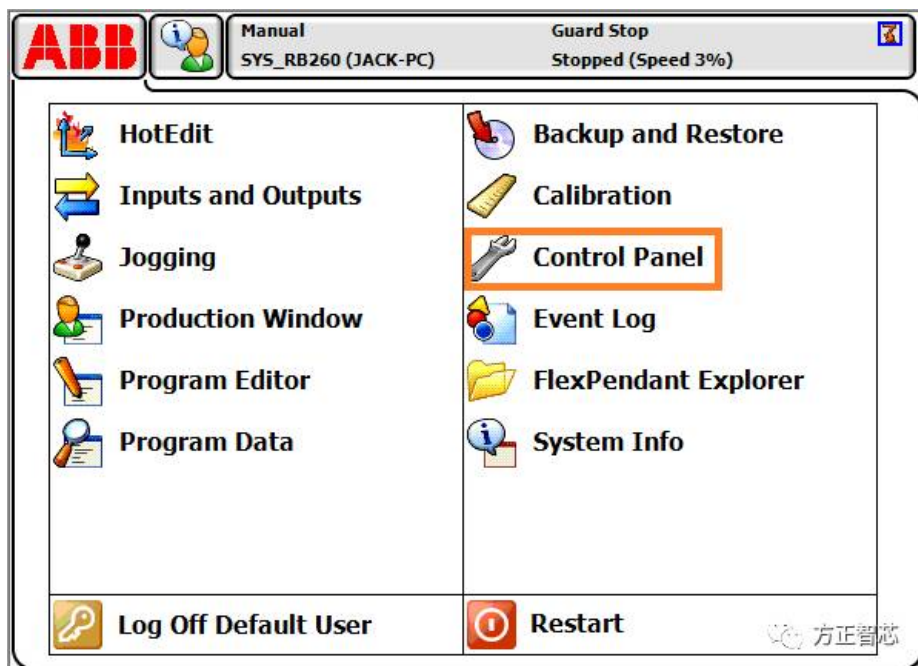 ABB
Manual
SYS_RB260 (JACK-PC)
Guard Stop
Stopped (Speed 3%)
HotEdit
Inputs and Outputs
Jogging
Production Window
Program Editor
Program Data
Backup and Restore
Calibration
Control Panel
Event Log
FlexPendant Explorer
System Info
Log Off Default User
Restart
方正智芯